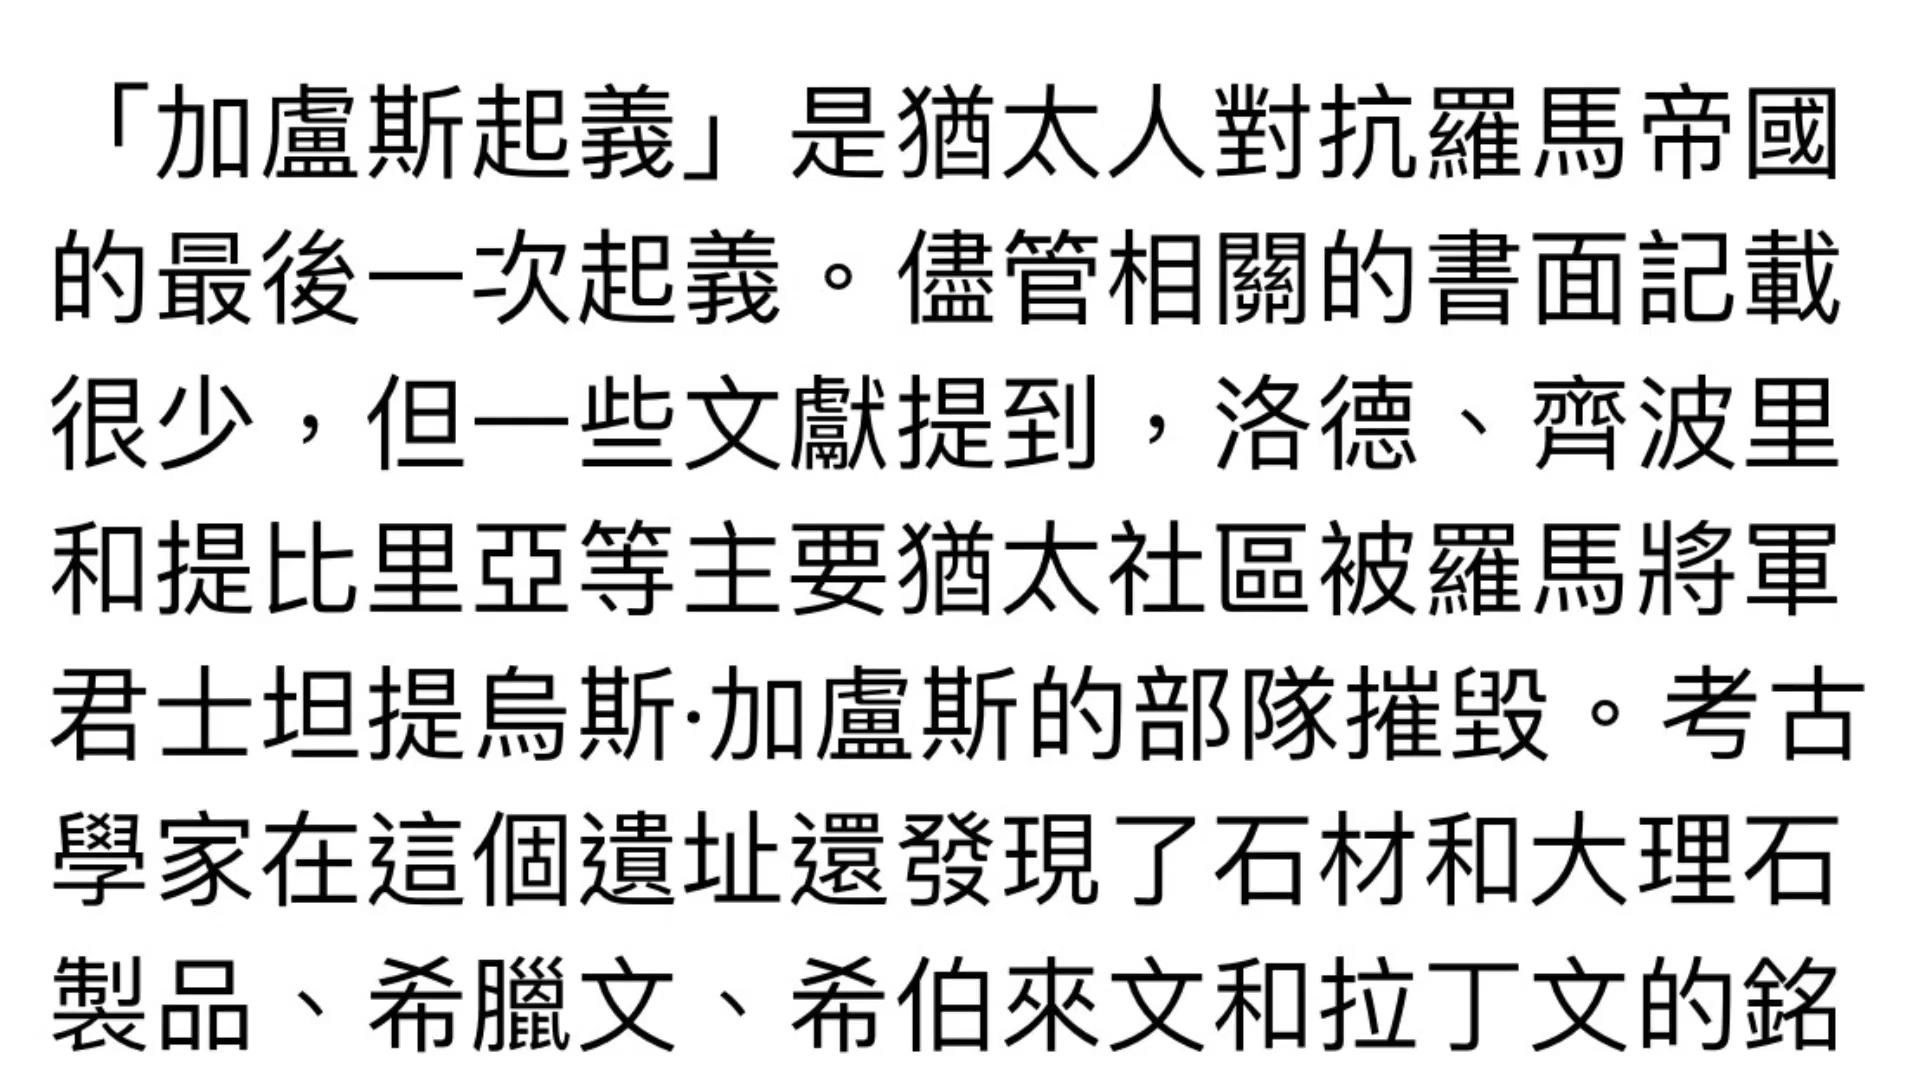 「加盧斯起義」是猶太人對抗羅馬帝國
的最後一次起義。儘管相關的書面記載
很少，但一些文獻提到，洛德、齊波里
和提比里亞等主要猶太社區被羅馬將軍
君士坦提烏斯·加盧斯的部隊摧毀。考古
學家在這個遺址還發現了石材和大理石
製品、希臘文、希伯來文和拉丁文的銘